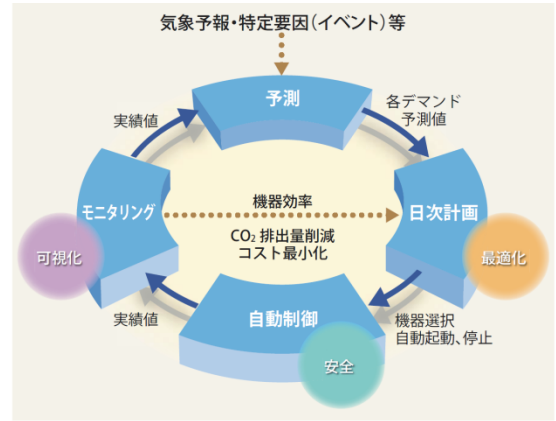 気象予報・特定要因(イベント)等
予測
実績値
各デマンド
予測値
モニタリング
機器効率
日次計画
CO₂ 排出量削減
コスト最小化
可視化
最適化
自動制御
実績値
機器選択
自動起動、停止
安全